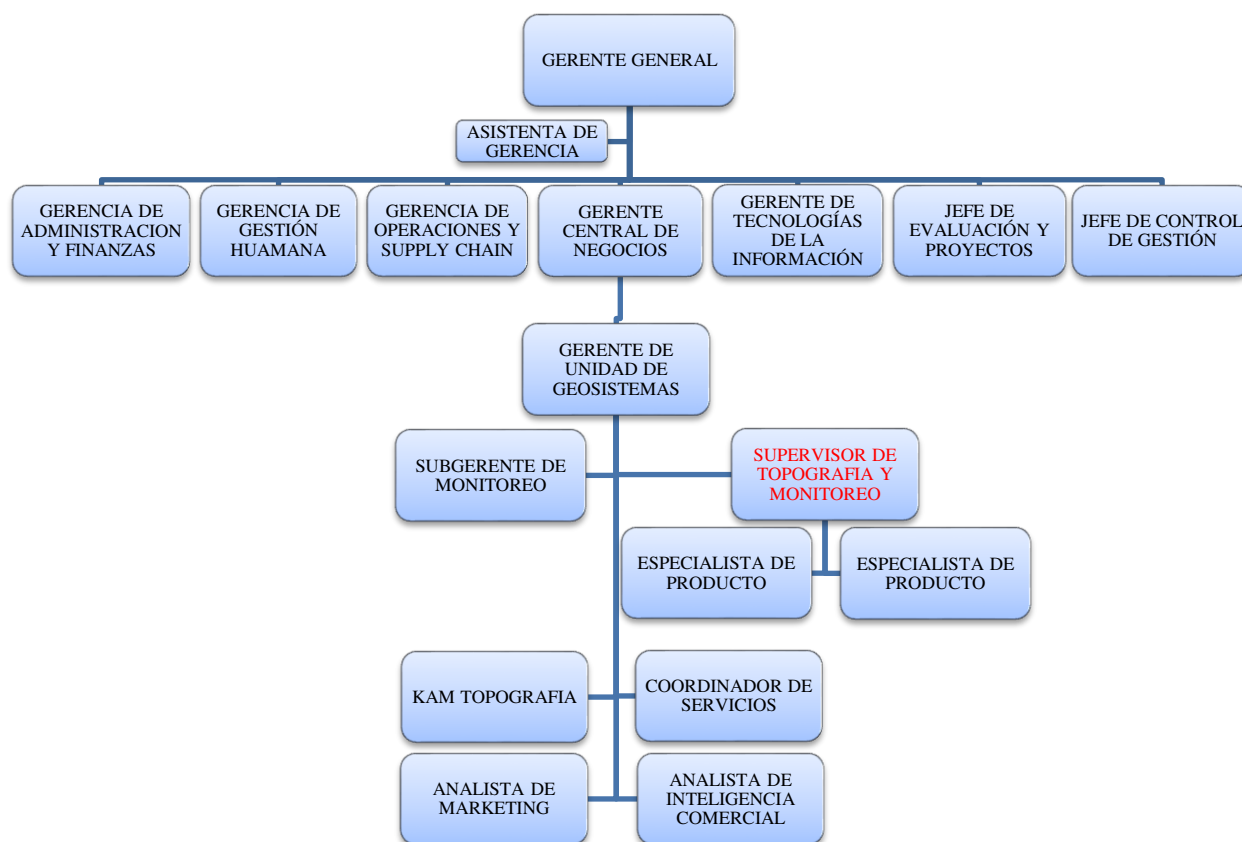 GERENTE GENERAL
ASISTENTA DE
GERENCIA
GERENCIA DE
ADMINISTRACION
Y FINANZAS
GERENCIA DE
GESTIÓN
HUAMANA
GERENCIA DE
OPERACIONES Y
SUPPLY CHAIN
GERENTE
CENTRAL DE
NEGOCIOS
GERENTE DE
TECNOLOGÍAS
DE LA
INFORMACIÓN
JEFE DE
EVALUACIÓN Y
PROYECTOS
JEFE DE CONTROL
DE GESTIÓN
GERENTE DE
UNIDAD DE
GEOSISTEMAS
SUBGERENTE DE
MONITOREO
SUPERVISOR DE
TOPOGRAFIA Y
MONITOREO
ESPECIALISTA DE
PRODUCTO
ESPECIALISTA DE
PRODUCTO
KAM TOPOGRAFIA
COORDINADOR DE
SERVICIOS
ANALISTA DE
MARKETING
ANALISTA DE
INTELIGENCIA
COMERCIAL